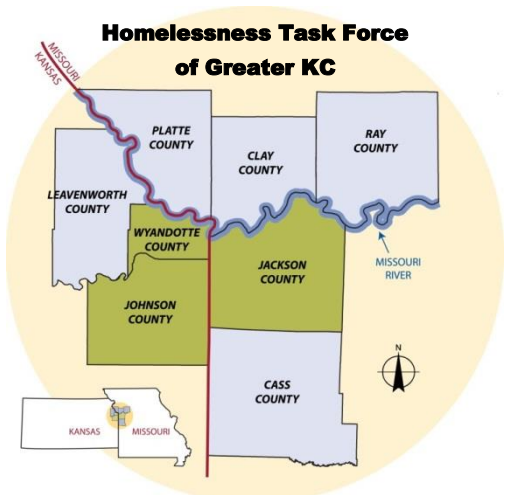 Homelessness Task Force
of Greater KC
MISSOURI
KANSAS
PLATTE
COUNTY
CLAY
COUNTY
RAY
COUNTY
LEAVENWORTH
COUNTY
WYANDOTTE
COUNTY
JACKSON
COUNTY
MISSOURI
RIVER
JOHNSON
COUNTY
N
CASS
COUNTY
KANSAS
MISSOURI